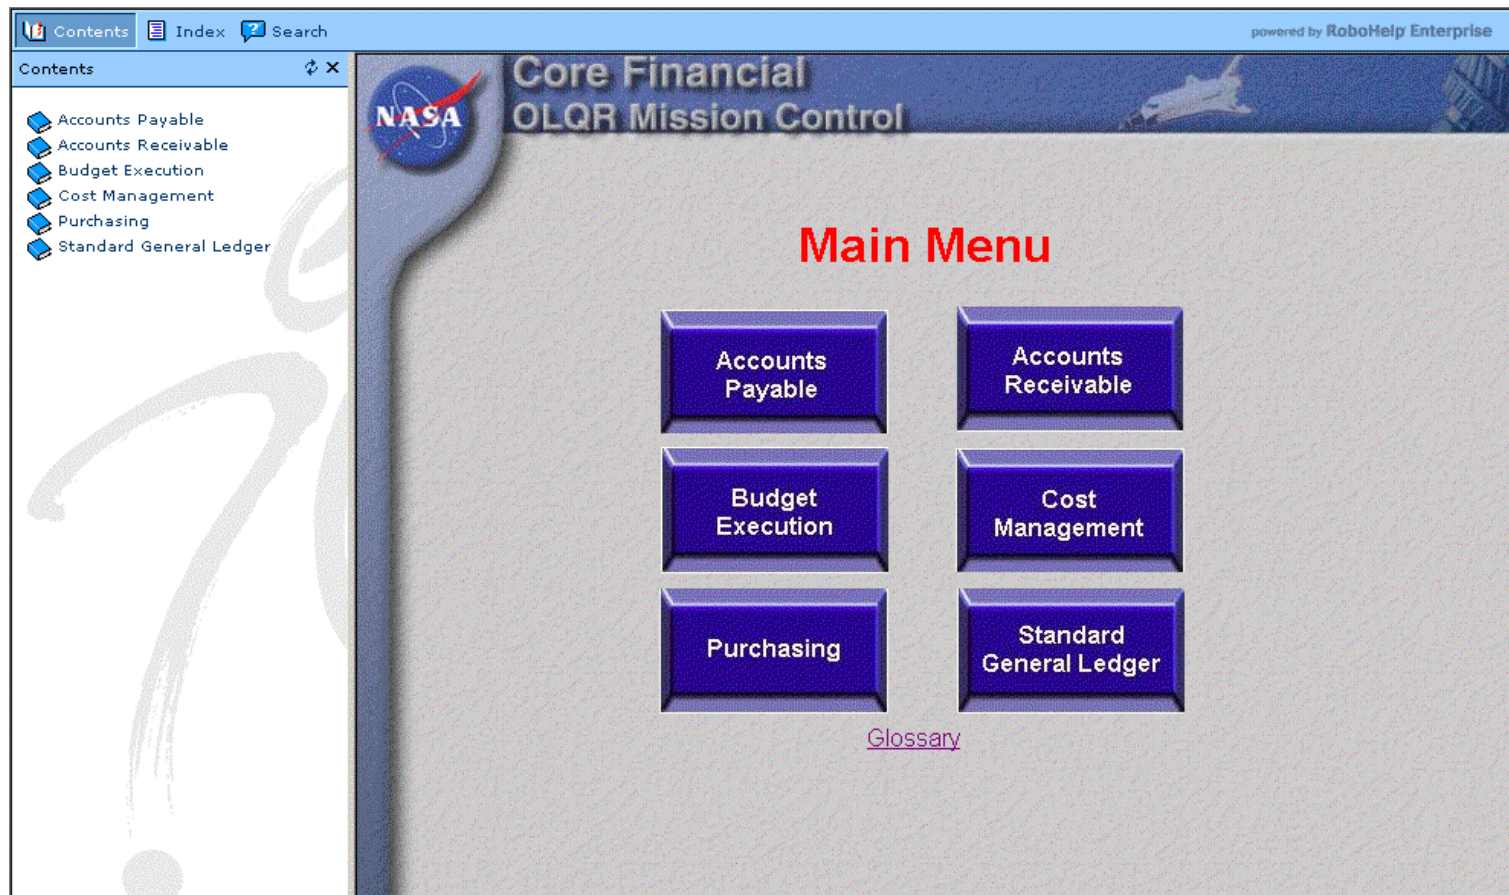 Contents Index Search powered by RoboHelp Enterprise
Contents
Accounts Payable
Accounts Receivable
Budget Execution
Cost Management
Purchasing
Standard General Ledger
NASA
Core Financial
OLQR Mission Control
Main Menu
Accounts
Payable
Accounts
Receivable
Budget
Execution
Cost
Management
Purchasing
Standard
General Ledger
Glossary